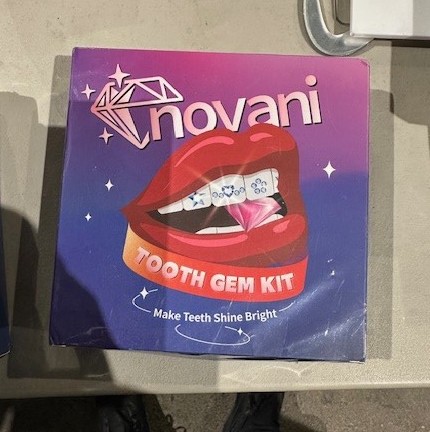 novani
TOOTH GEM KIT
Make Teeth Shine Bright